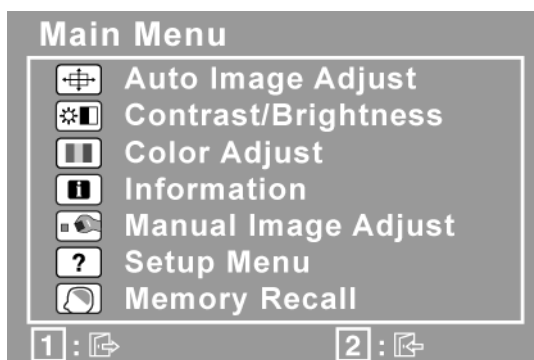 Main Menu
Auto Image Adjust
Contrast/Brightness
Color Adjust
i Information
Manual Image Adjust
? Setup Menu
Memory Recall
1 : 2 :